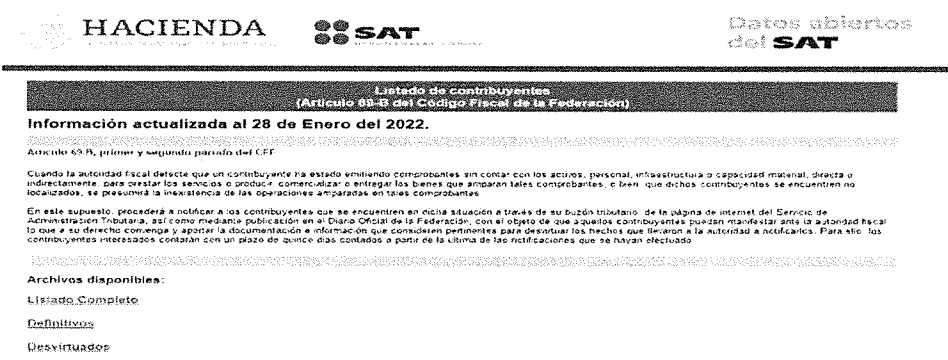 HACIENDA
SAT
Datos abiertos
del SAT
Listado de contribuyentes
(Artículo 69-B del Código Fiscal de la Federación)
Información actualizada al 28 de Enero del 2022.
Artículo 69 B, primer y segundo párrafo del CFF
Cuando la autoridad fiscal detecte que un contribuyente ha estado emitiendo comprobantes sin contar con los activos, personal, infraestructura o capacidad material, directa o
indirectamente, para prestar los servicios o producir, comercializar o entregar los bienes que amparan tales comprobantes, o bien, que dichos contribuyentes se encuentren no
localizados, se presumirá la inexistencia de las operaciones amparadas en tales comprobantes.
En este supuesto, procederá a notificar a los contribuyentes que se encuentren en dicha situación a través de su buzón tributario, de la página de internet del Servicio de
Administración Tributaria, así como mediante publicación en el Diario Oficial de la Federación, con el objeto de que aquellos contribuyentes puedan manifestar ante la autoridad fiscal
lo que a su derecho convenga y aportar la documentación e información que consideren pertinentes para desvirtuar los hechos que llevaron a la autoridad a notificarlos. Para ello, los
contribuyentes interesados contarán con un plazo de quince días contados a partir de la última de las notificaciones que se hayan efectuado.
Archivos disponibles:
Listado Completo
Definitivos
Desvirtuados